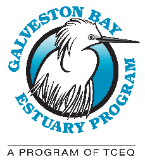 GALVESTON BAY
ESTUARY PROGRAM
A PROGRAM OF TCEQ